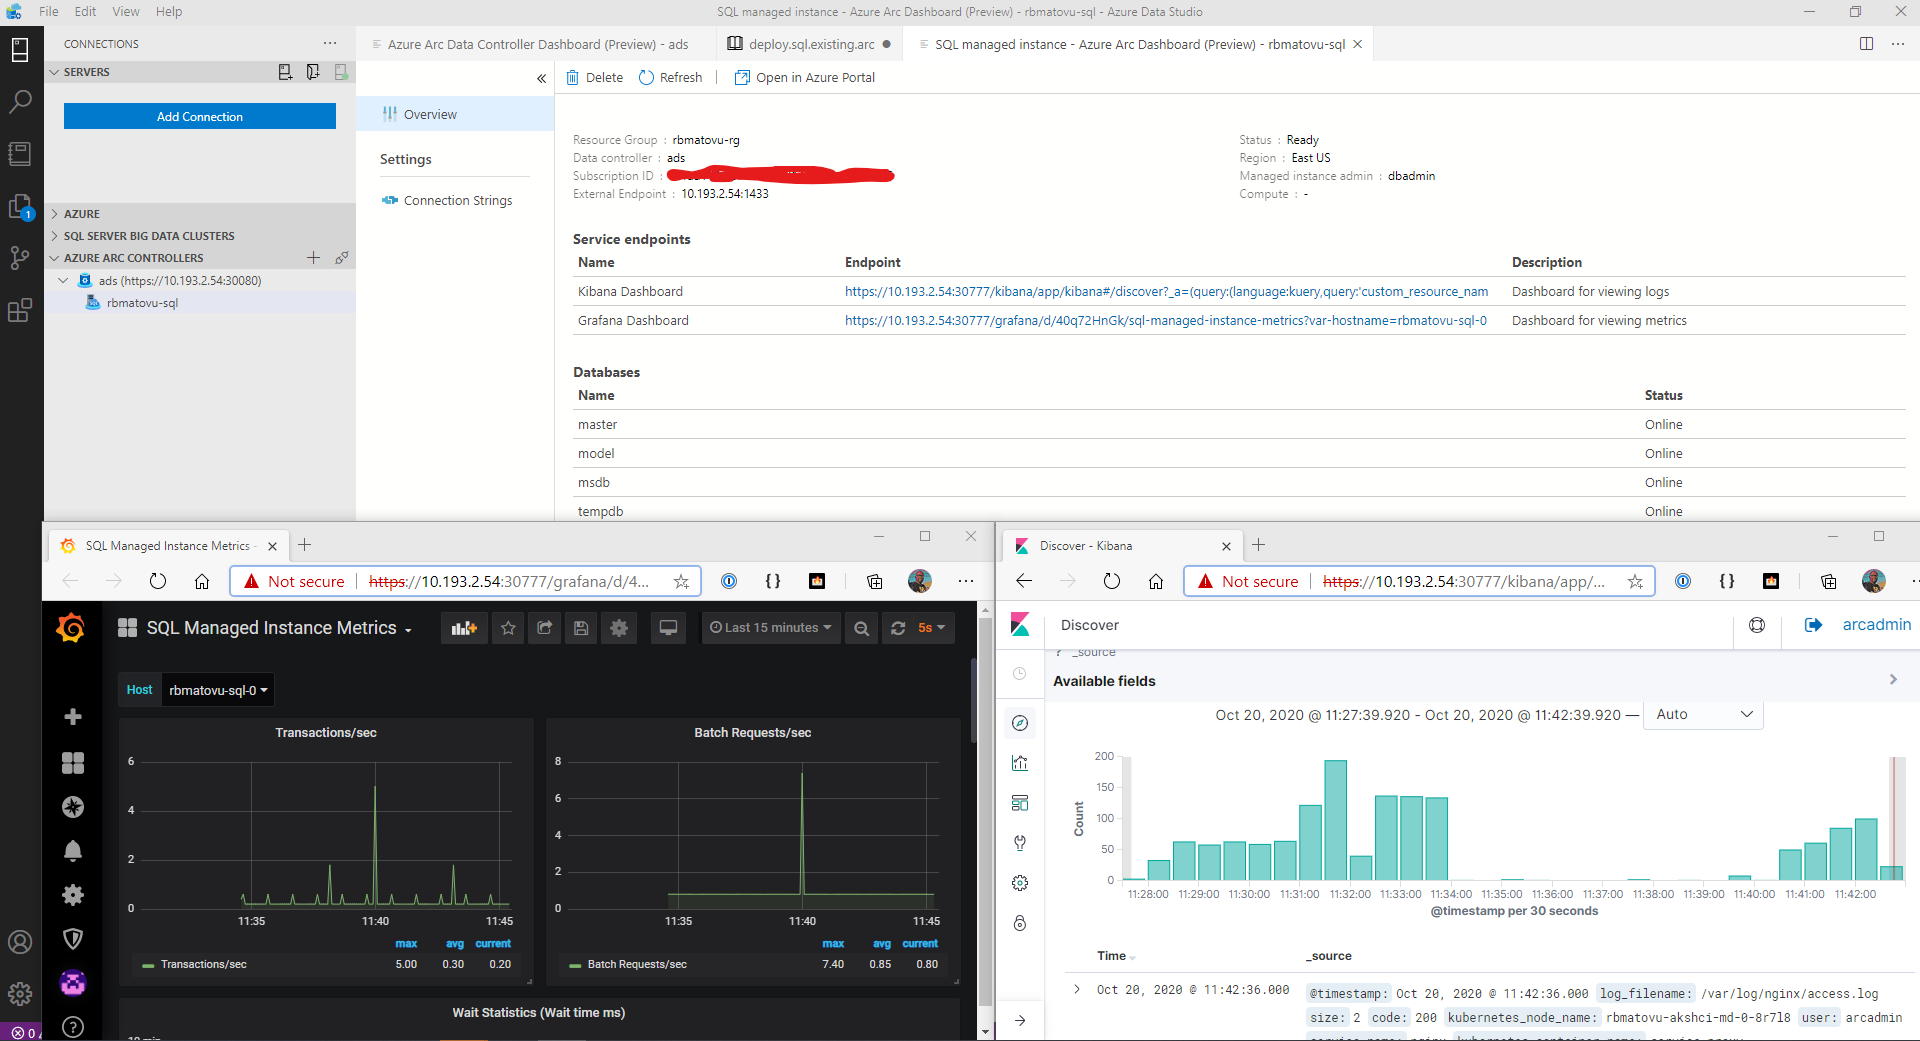 File Edit View Help
SQL managed instance - Azure Arc Dashboard (Preview) - rbmatovu-sql - Azure Data Studio
CONNECTIONS
Azure Arc Data Controller Dashboard (Preview) - ads
deploy.sql.existing.arc
SQL managed instance - Azure Arc Dashboard (Preview) - rbmatovu-sql
SERVERS
Add Connection
AZURE
SQL SERVER BIG DATA CLUSTERS
AZURE ARC CONTROLLERS
ads (https://10.193.2.54:30080)
rbmatovu-sql
1
0
Overview
Settings
Connection Strings
Delete Refresh Open in Azure Portal
Resource Group : rbmatovu-rg
Data controller : ads
Subscription ID :
External Endpoint : 10.193.2.54:1433
Status : Ready
Region : East US
Managed instance admin : dbadmin
Compute : -
Service endpoints
Name Endpoint Description
Kibana Dashboard https://10.193.2.54:30777/kibana/app/kibana#/discover?_a=(query:(language:kuery,query:'custom_resource_nam Dashboard for viewing logs
Grafana Dashboard https://10.193.2.54:30777/grafana/d/40q72HnGk/sql-managed-instance-metrics?var-hostname=rbmatovu-sql-0 Dashboard for viewing metrics
Databases
Name Status
master Online
model Online
msdb Online
tempdb Online
SQL Managed Instance Metrics -
Not secure https://10.193.2.54:30777/grafana/d/4...
SQL Managed Instance Metrics
Last 15 minutes
5s
Host rbmatovu-sql-0
Transactions/sec
6
4
2
0
11:35 11:40 11:45
max avg current
Transactions/sec 5.00 0.30 0.20
Batch Requests/sec
8
6
4
2
0
11:35 11:40 11:45
max avg current
Batch Requests/sec 7.40 0.85 0.80
Wait Statistics (Wait time ms)
Discover - Kibana
Not secure https://10.193.2.54:30777/kibana/app/...
Discover
arcadmin
? _source
Available fields
Oct 20, 2020 @ 11:27:39.920 - Oct 20, 2020 @ 11:42:39.920 — Auto
200
150
100
50
0
Count
11:28:00 11:29:00 11:30:00 11:31:00 11:32:00 11:33:00 11:34:00 11:35:00 11:36:00 11:37:00 11:38:00 11:39:00 11:40:00 11:41:00 11:42:00
@timestamp per 30 seconds
Time _source
Oct 20, 2020 @ 11:42:36.000 @timestamp: Oct 20, 2020 @ 11:42:36.000 log_filename: /var/log/nginx/access.log
size: 2 code: 200 kubernetes_node_name: rbmatovu-akshci-md-0-8r7l8 user: arcadmin